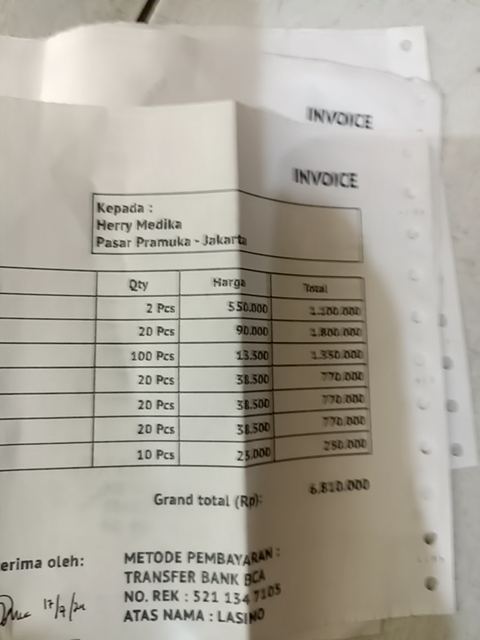 INVOICE
INVOICE
Kepada :
Herry Medika
Pasar Pramuka - Jakarta
Qty Harga Total
2 Pcs 550.000 1.100.000
20 Pcs 90.000 1.800.000
100 Pcs 13.500 1.350.000
20 Pcs 38.500 770.000
20 Pcs 38.500 770.000
20 Pcs 38.500 770.000
10 Pcs 25.000 250.000
Grand total (Rp): 6.810.000
erima oleh:
METODE PEMBAYARAN :
TRANSFER BANK BCA
NO. REK : 521 134 7105
ATAS NAMA : LASINO